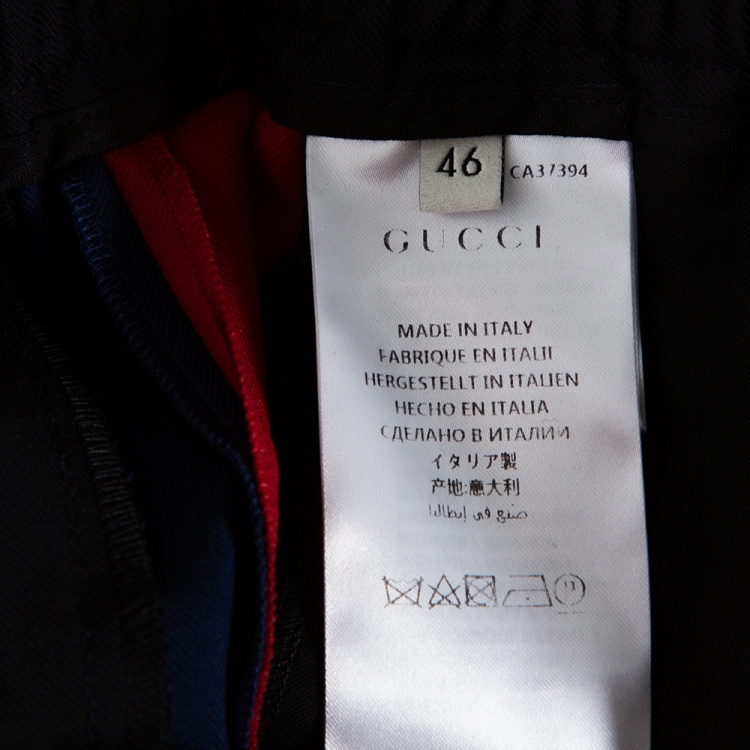 46
CA37394
GUCCI
MADE IN ITALY
FABRIQUE EN ITALIE
HERGESTELLT IN ITALIEN
HECHO EN ITALIA
СДЕЛАНО В ИТАЛИИ
イタリア製
产地:意大利
صنع في إيطاليا